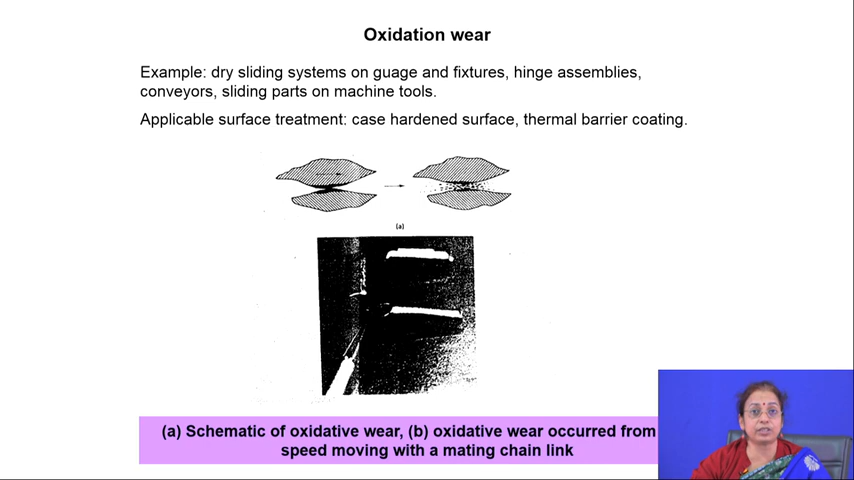 Oxidation wear
Example: dry sliding systems on guage and fixtures, hinge assemblies,
conveyors, sliding parts on machine tools.
Applicable surface treatment: case hardened surface, thermal barrier coating.
(a)
(a) Schematic of oxidative wear, (b) oxidative wear occurred from
speed moving with a mating chain link